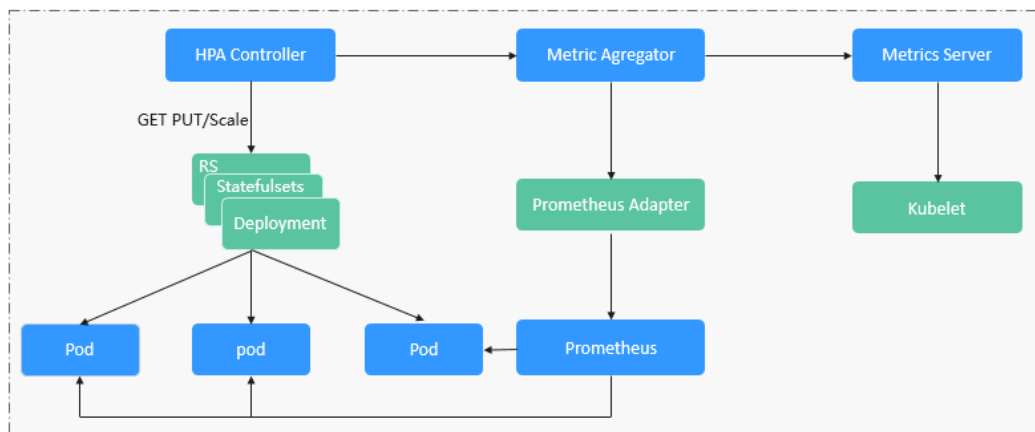 HPA Controller
Metric Agregator
Metrics Server
GET PUT/Scale
RS
Statefulsets
Deployment
Prometheus Adapter
Kubelet
Pod
pod
Pod
Prometheus